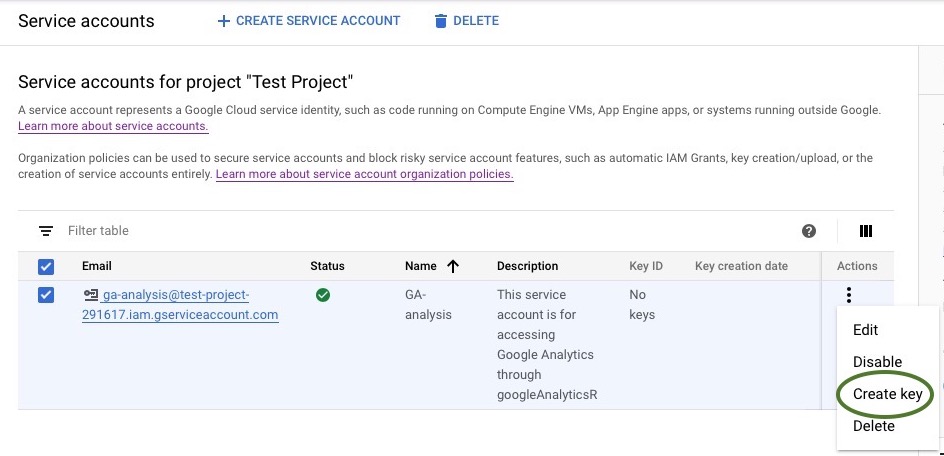 Service accounts
CREATE SERVICE ACCOUNT
DELETE
Service accounts for project "Test Project"
A service account represents a Google Cloud service identity, such as code running on Compute Engine VMs, App Engine apps, or systems running outside Google.
Learn more about service accounts.
Organization policies can be used to secure service accounts and block risky service account features, such as automatic IAM Grants, key creation/upload, or the
creation of service accounts entirely. Learn more about service account organization policies.
Filter table
Email Status Name Description Key ID Key creation date Actions
ga-analysis@test-project-
291617.iam.gserviceaccount.com
GA-
analysis
This service
account is for
accessing
Google Analytics
through
googleAnalyticsR
No
keys
Edit
Disable
Create key
Delete